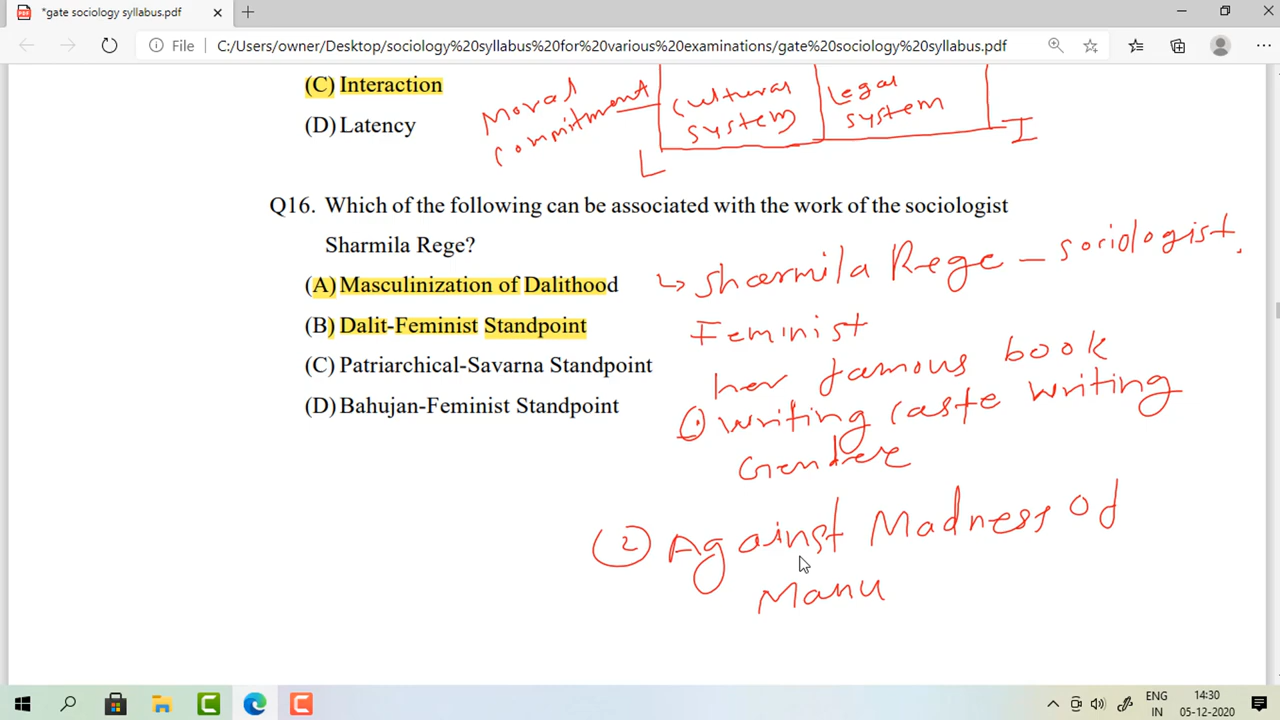 *gate sociology syllabus.pdf
File C:/Users/owner/Desktop/sociology%20syllabus%20for%20various%20examinations/gate%20sociology%20syllabus.pdf
(C) Interaction
(D) Latency
Moral commitment
Cultural system
Legal system
L
I
Q16. Which of the following can be associated with the work of the sociologist
Sharmila Rege?
(A) Masculinization of Dalithood
(B) Dalit-Feminist Standpoint
(C) Patriarchical-Savarna Standpoint
(D) Bahujan-Feminist Standpoint
Sharmila Rege – sociologist.
Feminist
her famous book
① writing caste writing
Gender
② Against Madness Of
Manu
ENG
IN
14:30
05-12-2020